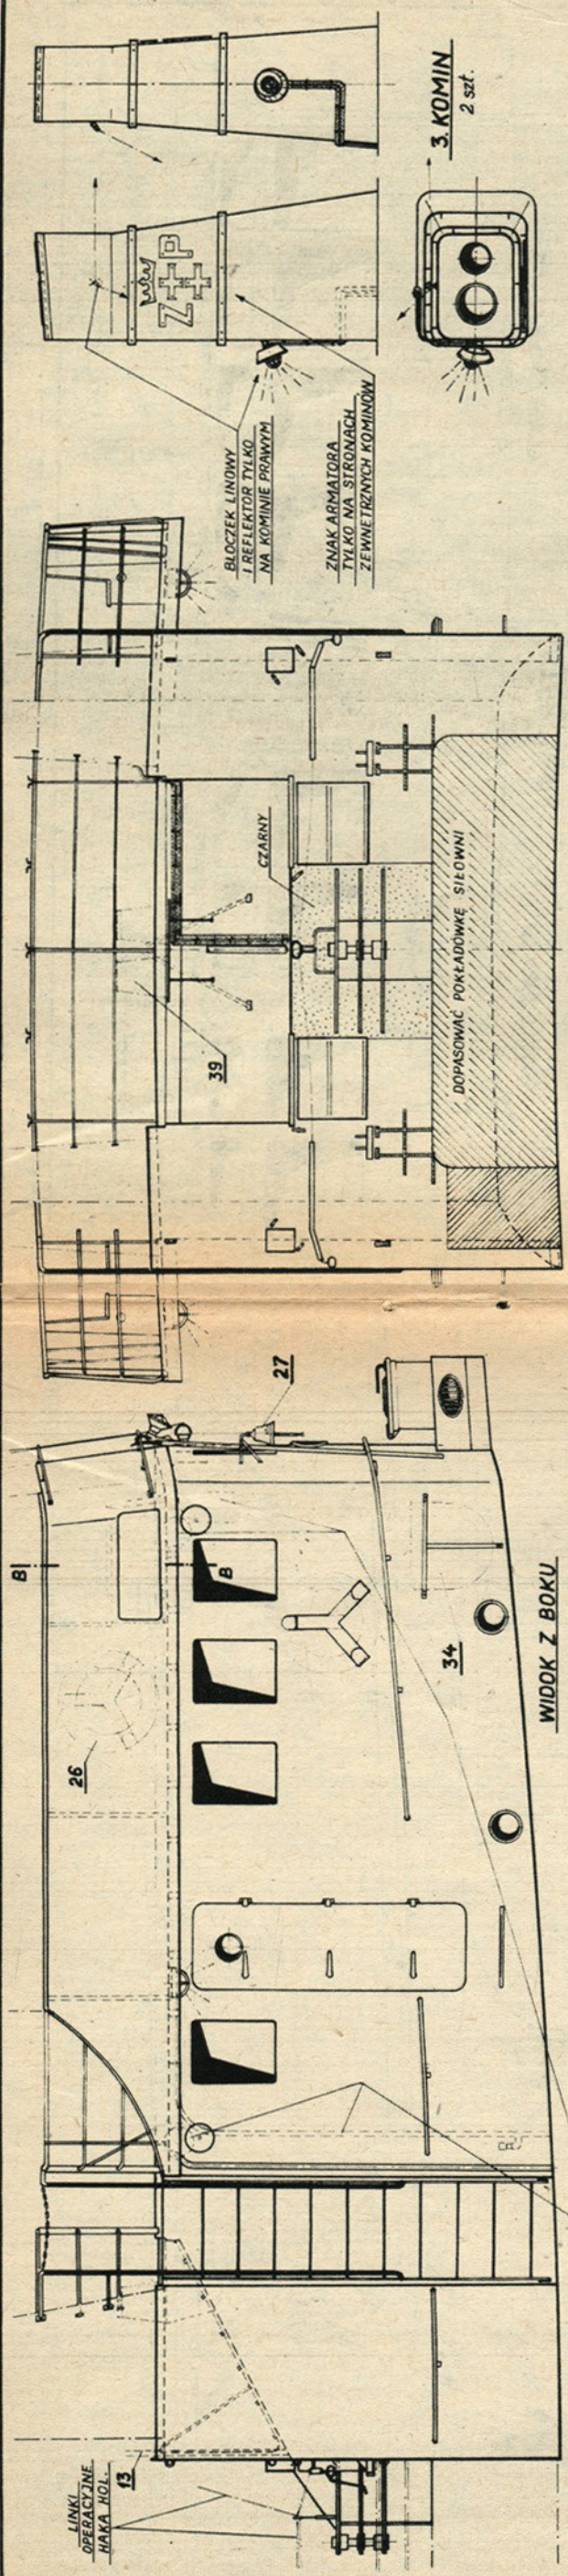 3. KOMIN
2 szt.
Z++P
BLOCZEK LINOWY
I REFLEKTOR TYLKO
NA KOMINIE PRAWYM
ZNAK ARMATORA
TYLKO NA STRONACH
ZEWNĘTRZNYCH KOMINÓW
CZARNY
39
DOPASOWAĆ POKŁADÓWKĘ SIŁOWNI
27
B
B
26
34
WIDOK Z BOKU
LINKI
OPERACYJNE
HAKA HOL.
13